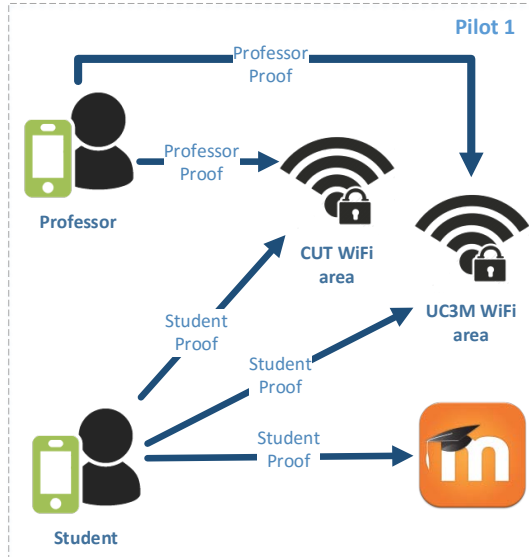 Pilot 1
Professor
Proof
Professor
Proof
Professor
CUT WiFi
area
UC3M WiFi
area
Student
Proof
Student
Proof
Student
Proof
m
Student